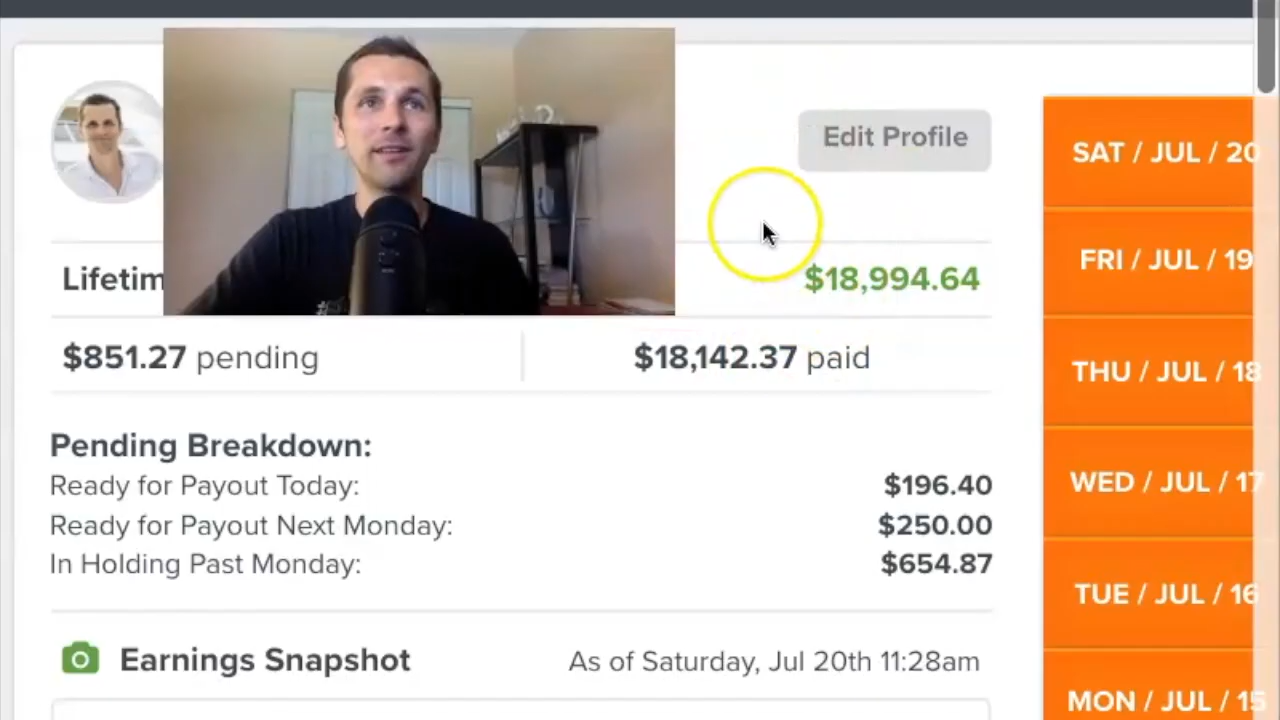 Edit Profile
Lifetim
$18,994.64
$851.27 pending
$18,142.37 paid
Pending Breakdown:
Ready for Payout Today: $196.40
Ready for Payout Next Monday: $250.00
In Holding Past Monday: $654.87
Earnings Snapshot
As of Saturday, Jul 20th 11:28am
SAT / JUL / 20
FRI / JUL / 19
THU / JUL / 18
WED / JUL / 17
TUE / JUL / 16
MON / JUL / 15